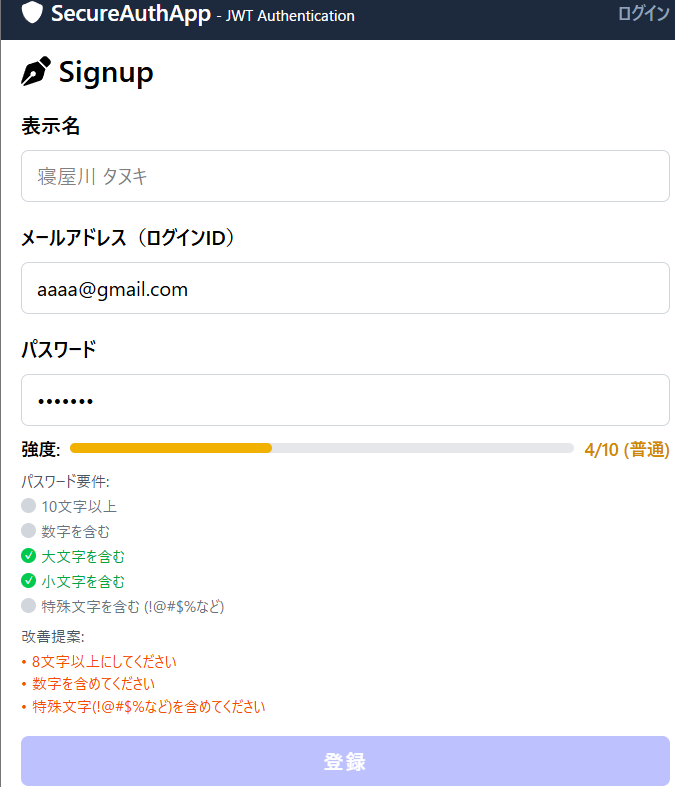 SecureAuthApp - JWT Authentication ログイン
Signup
表示名
寝屋川 タヌキ
メールアドレス（ログインID）
aaaa@gmail.com
パスワード
•••••••
強度: 4/10 (普通)
パスワード要件:
10文字以上
数字を含む
大文字を含む
小文字を含む
特殊文字を含む (!@#$%など)
改善提案:
• 8文字以上にしてください
• 数字を含めてください
• 特殊文字(!@#$%など)を含めてください
登録